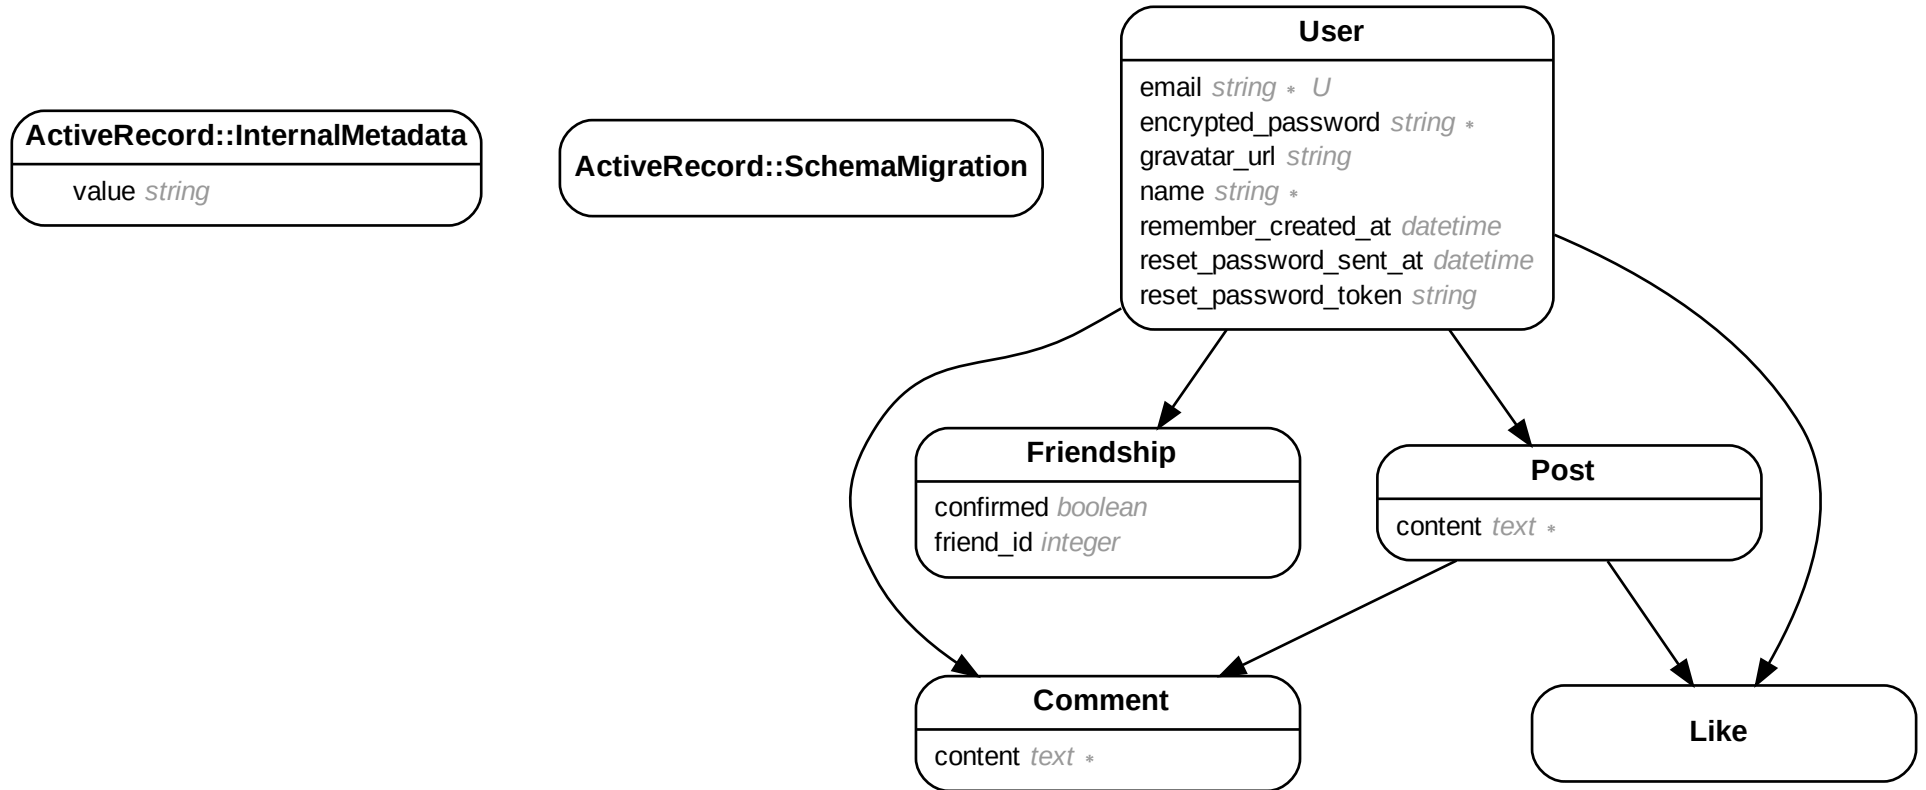 ActiveRecord::InternalMetadata
value string
ActiveRecord::SchemaMigration
User
email string * U
encrypted_password string *
gravatar_url string
name string *
remember_created_at datetime
reset_password_sent_at datetime
reset_password_token string
Friendship
confirmed boolean
friend_id integer
Post
content text *
Comment
content text *
Like